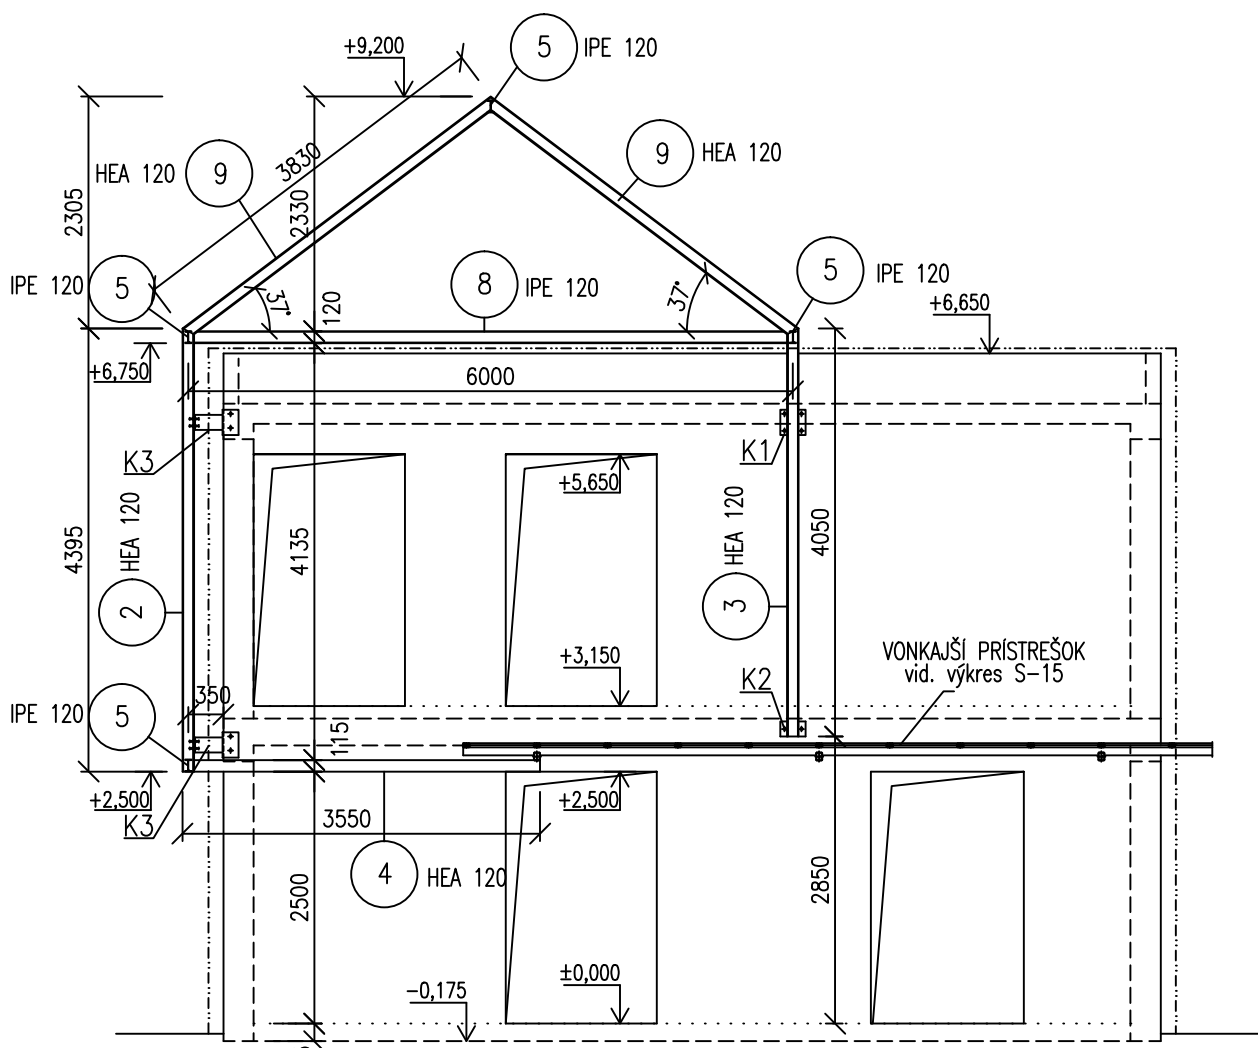 +9,200
5 IPE 120
3830
HEA 120 9
9 HEA 120
2305
2330
IPE 120 5
37°
120
8 IPE 120
37°
5 IPE 120
+6,650
+6,750
6000
K3
K1
+5,650
HEA 120
2
4395
4135
HEA 120
3
4050
+3,150
VONKAJŠÍ PRÍSTREŠOK
vid. výkres S-15
K2
350
IPE 120 5
115
+2,500
K3
+2,500
3550
4 HEA 120
2500
2850
±0,000
-0,175